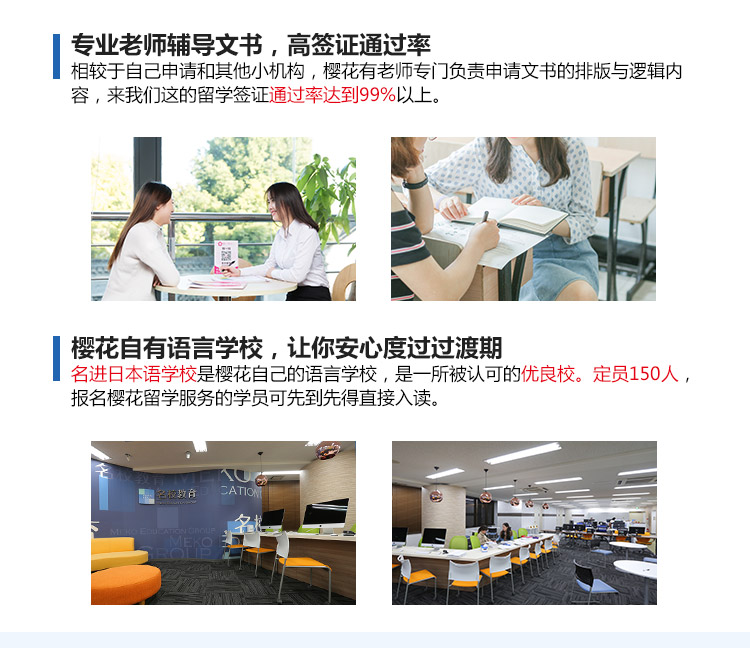 专业老师辅导文书，高签证通过率
相较于自己申请和其他小机构，樱花有老师专门负责申请文书的排版与逻辑内
容，来我们这的留学签证通过率达到99%以上。
樱花自有语言学校，让你安心度过过渡期
名进日本语学校是樱花自己的语言学校，是一所被认可的优良校。定员150人，
报名樱花留学服务的学员可先到先得直接入读。
名校教育
MEKO EDUCATION GROUP
GROUP